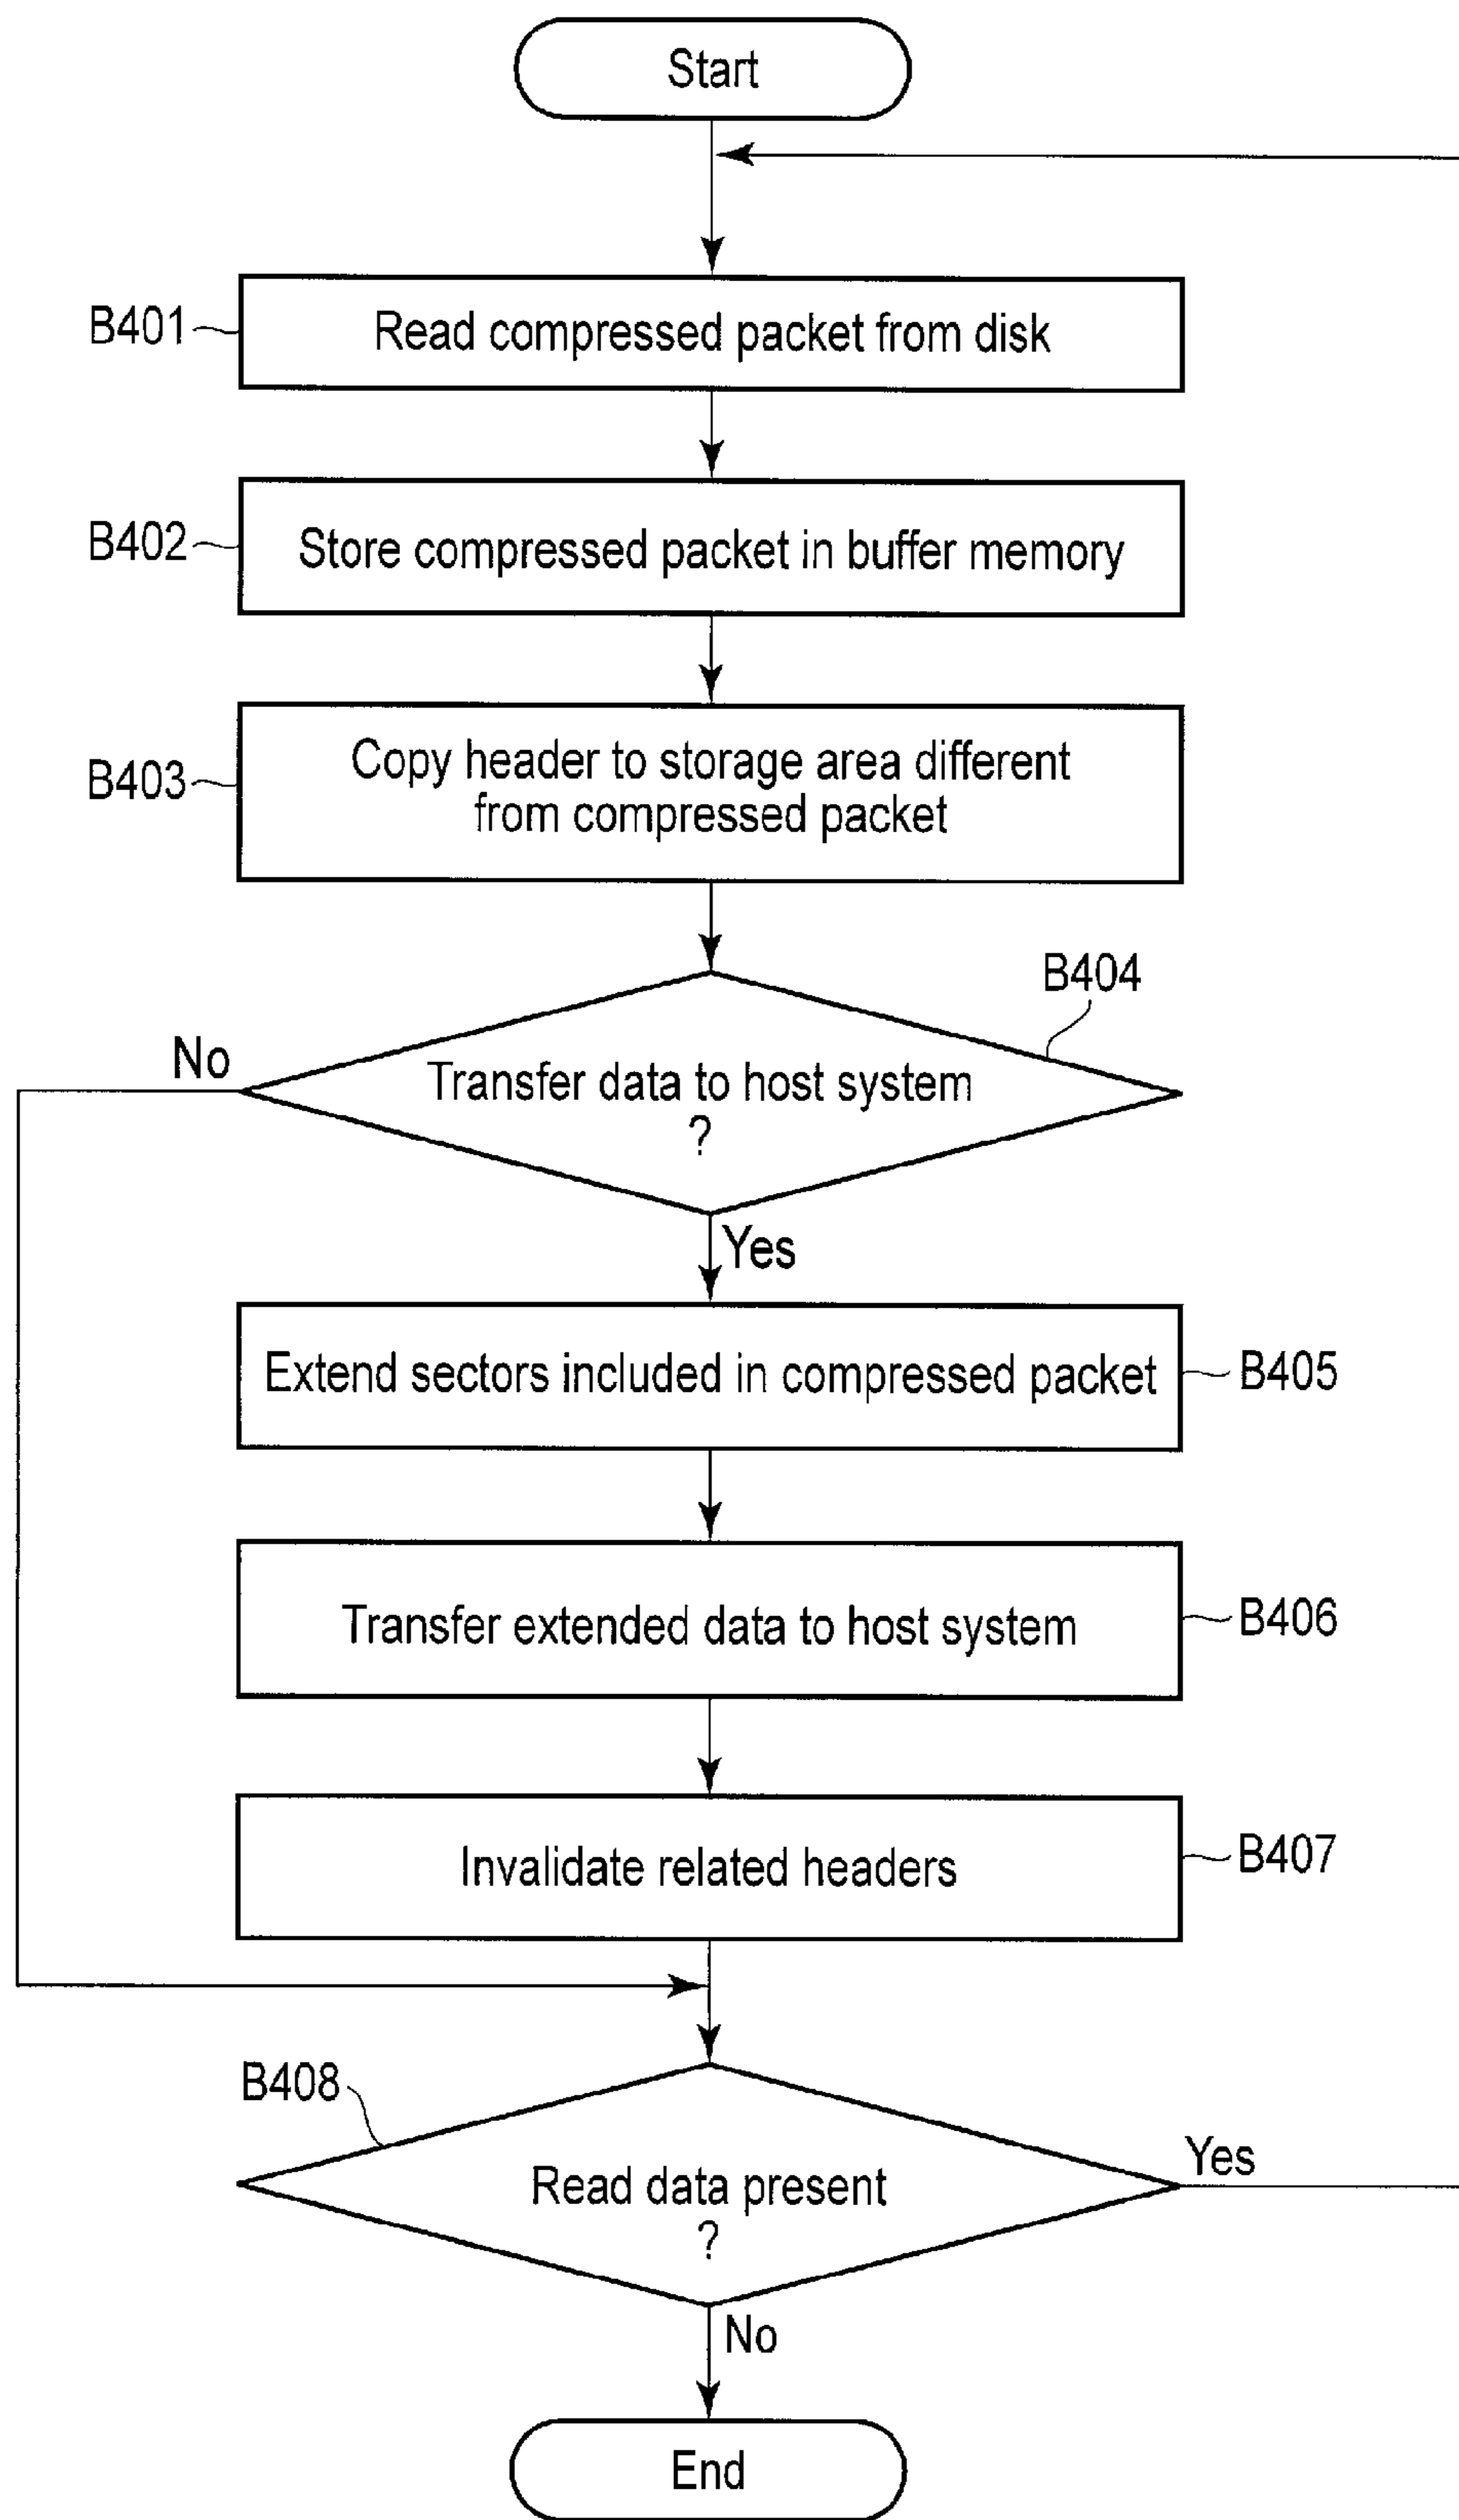 Start
B401
Read compressed packet from disk
B402
Store compressed packet in buffer memory
B403
Copy header to storage area different
from compressed packet
B404
No
Transfer data to host system
?
Yes
Extend sectors included in compressed packet
B405
Transfer extended data to host system
B406
Invalidate related headers
B407
B408
Read data present
?
Yes
No
End